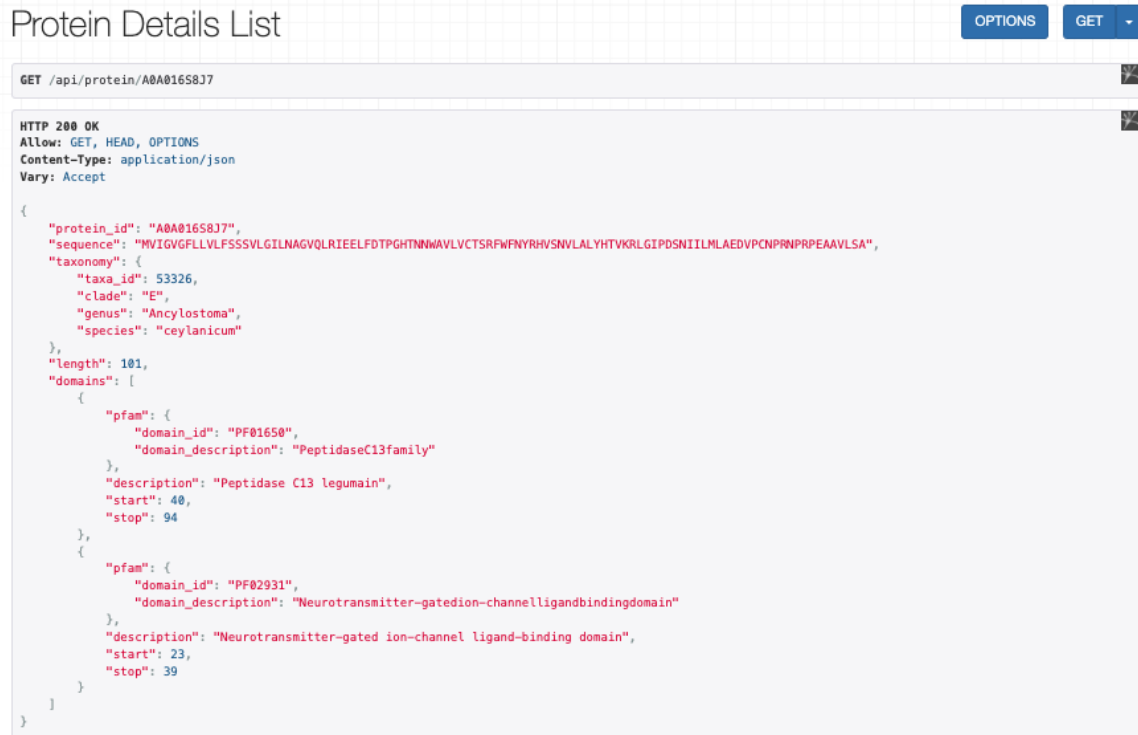 Protein Details List
OPTIONS
GET
GET /api/protein/A0A016S8J7
HTTP 200 OK
Allow: GET, HEAD, OPTIONS
Content-Type: application/json
Vary: Accept
{
"protein_id": "A0A016S8J7",
"sequence": "MVIGVGFLLVLFSSSVLGILNAGVQLRIEELFDTPGHTNNWAVLVCTSRFWFNYRHVSNVLALYHTVKRLGIPDSNIILMLAEDVPCNPRNPRPEAAVLSA",
"taxonomy": {
"taxa_id": 53326,
"clade": "E",
"genus": "Ancylostoma",
"species": "ceylanicum"
},
"length": 101,
"domains": [
{
"pfam": {
"domain_id": "PF01650",
"domain_description": "PeptidaseC13family"
},
"description": "Peptidase C13 legumain",
"start": 40,
"stop": 94
},
{
"pfam": {
"domain_id": "PF02931",
"domain_description": "Neurotransmitter-gatedion-channelligandbindingdomain"
},
"description": "Neurotransmitter-gated ion-channel ligand-binding domain",
"start": 23,
"stop": 39
}
]
}